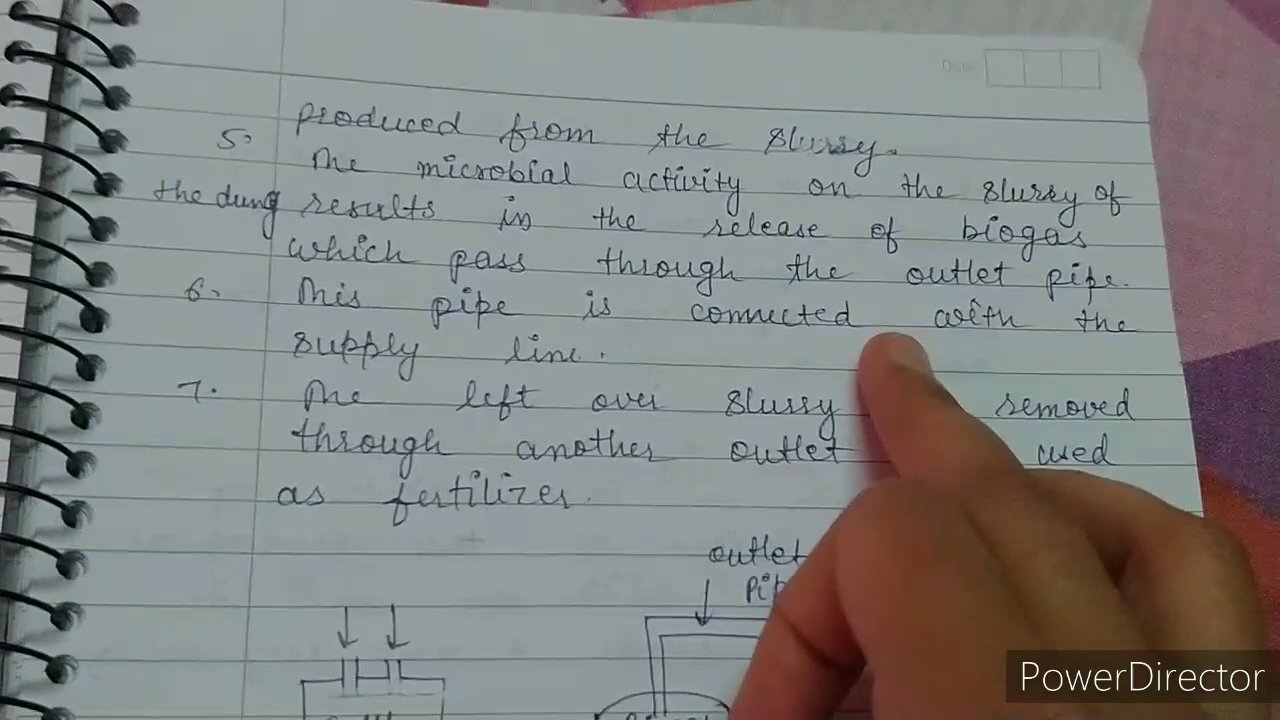 Date
produced from the slurry.
5. The microbial activity on the slurry of
the dung results in the release of biogas
which pass through the outlet pipe.
6. This pipe is connected with the
supply line.
7. The left over slurry removed
through another outlet used
as fertilizer.
outlet
PowerDirector